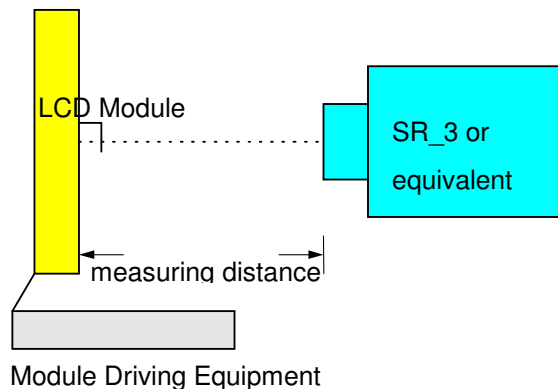 LCD Module
SR_3 or
equivalent
measuring distance
Module Driving Equipment